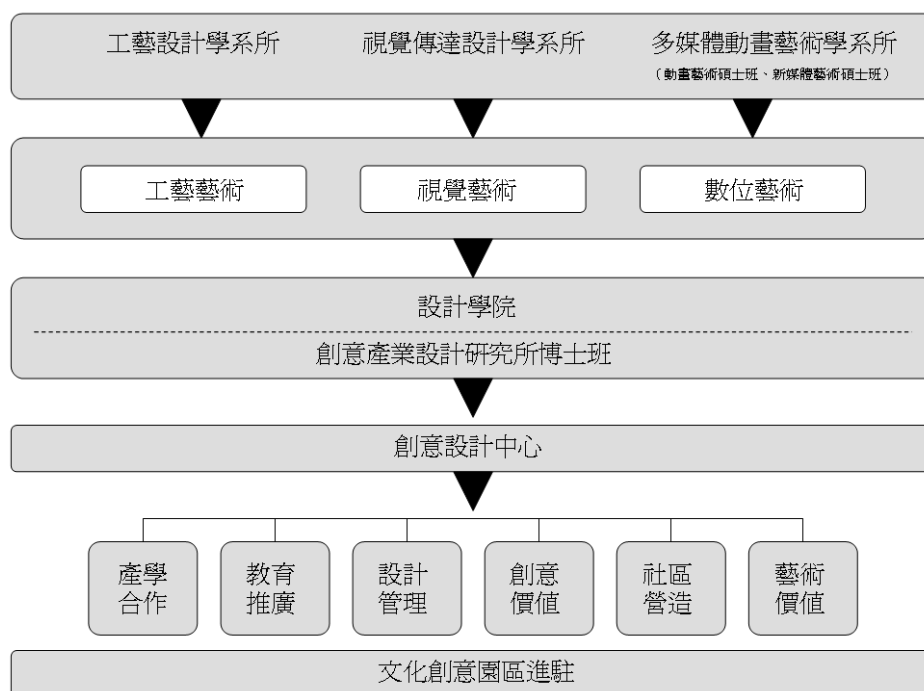 工藝設計學系所
視覺傳達設計學系所
多媒體動畫藝術學系所
（動畫藝術碩士班、新媒體藝術碩士班）
工藝藝術
視覺藝術
數位藝術
設計學院
創意產業設計研究所博士班
創意設計中心
產學
合作
教育
推廣
設計
管理
創意
價值
社區
營造
藝術
價值
文化創意園區進駐